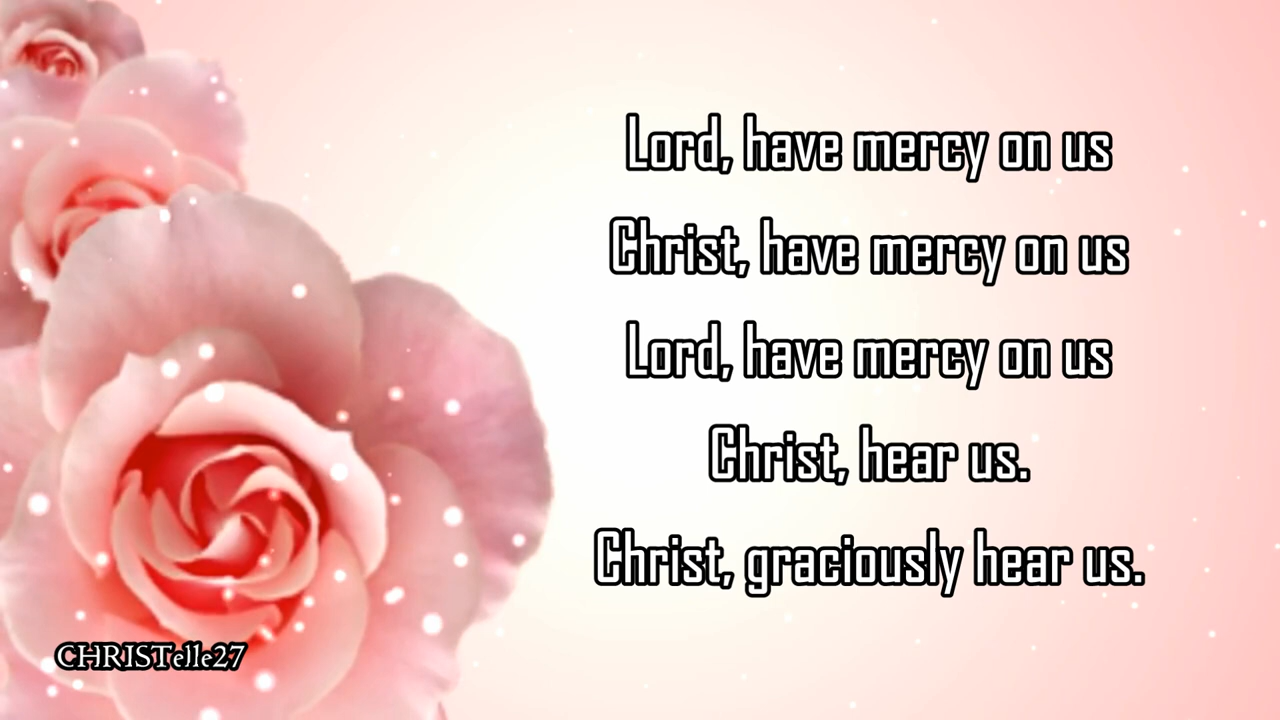 Lord, have mercy on us
Christ, have mercy on us
Lord, have mercy on us
Christ, hear us.
Christ, graciously hear us.
CHRISTelle27